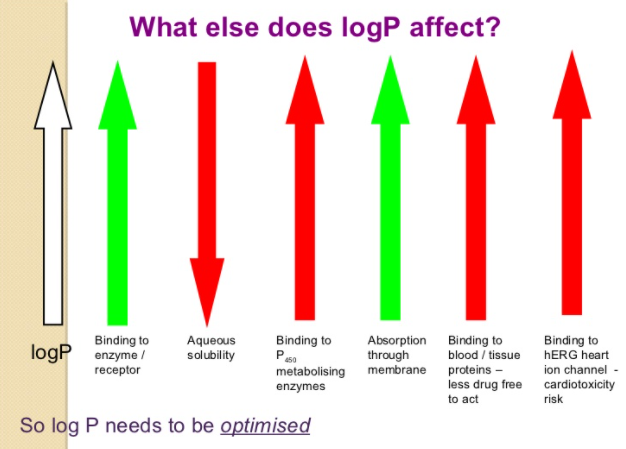 What else does logP affect?
logP
Binding to
enzyme /
receptor
Aqueous
solubility
Binding to
P450
metabolising
enzymes
Absorption
through
membrane
Binding to
blood / tissue
proteins –
less drug free
to act
Binding to
hERG heart
ion channel -
cardiotoxicity
risk
So log P needs to be optimised